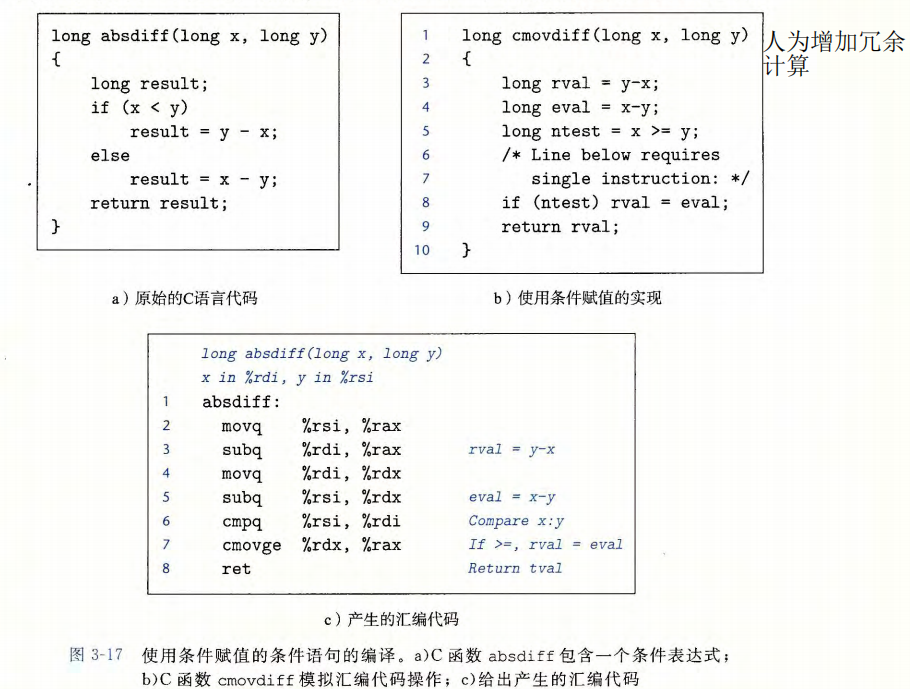 long absdiff(long x, long y)
{
long result;
if (x < y)
result = y - x;
else
result = x - y;
return result;
}
a）原始的C语言代码
1 long cmovdiff(long x, long y)
2 {
3 long rval = y-x;
4 long eval = x-y;
5 long ntest = x >= y;
6 /* Line below requires
7 single instruction: */
8 if (ntest) rval = eval;
9 return rval;
10 }
人为增加冗余
计算
b）使用条件赋值的实现
long absdiff(long x, long y)
x in %rdi, y in %rsi
1 absdiff:
2 movq %rsi, %rax
3 subq %rdi, %rax rval = y-x
4 movq %rdi, %rdx
5 subq %rsi, %rdx eval = x-y
6 cmpq %rsi, %rdi Compare x:y
7 cmovge %rdx, %rax If >=, rval = eval
8 ret Return tval
c）产生的汇编代码
图 3-17 使用条件赋值的条件语句的编译。a)C 函数 absdiff 包含一个条件表达式；
b)C 函数 cmovdiff 模拟汇编代码操作；c)给出产生的汇编代码